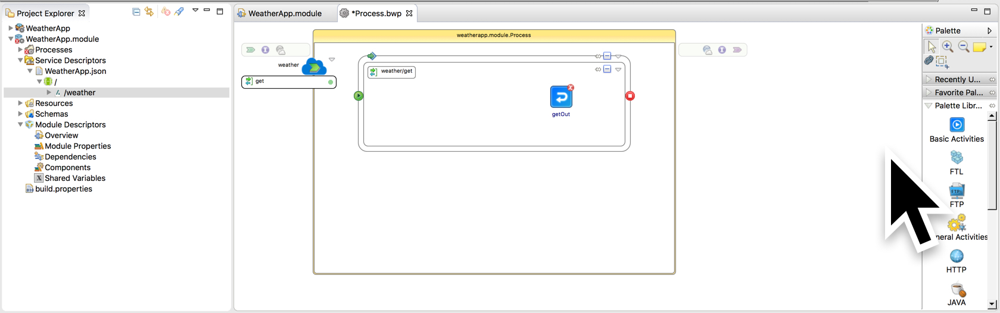 Project Explorer
WeatherApp
WeatherApp.module
Processes
Service Descriptors
WeatherApp.json
/
/weather
Resources
Schemas
Module Descriptors
Overview
Module Properties
Dependencies
Components
Shared Variables
build.properties
WeatherApp.module
*Process.bwp
weatherapp.module.Process
weather
get
weather/get
getOut
Palette
Recently U...
Favorite Pal...
Palette Libr...
Basic Activities
FTL
FTP
neral Activities
HTTP
JAVA